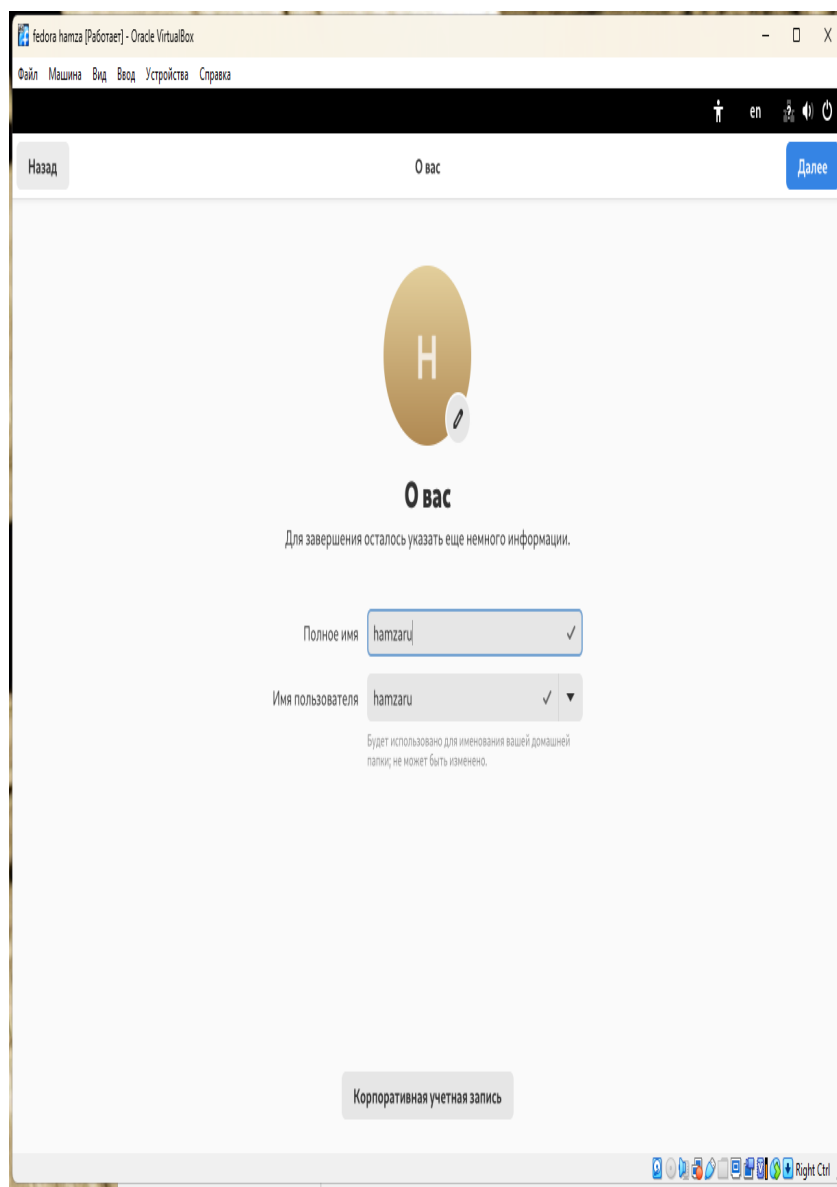 fedora hamza [Работает] - Oracle VirtualBox
Файл Машина Вид Ввод Устройства Справка
en
Назад
О вас
Далее
H
О вас
Для завершения осталось указать еще немного информации.
Полное имя hamzaru
Имя пользователя hamzaru
Будет использовано для именования вашей домашней
папки; не может быть изменено.
Корпоративная учетная запись
Right Ctrl